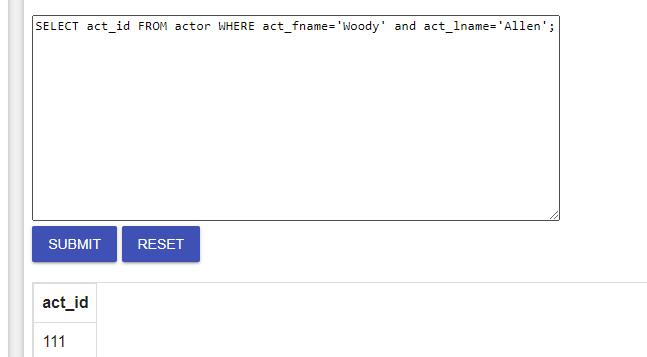 SELECT act_id FROM actor WHERE act_fname='Woody' and act_lname='Allen';
SUBMIT RESET
act_id
111